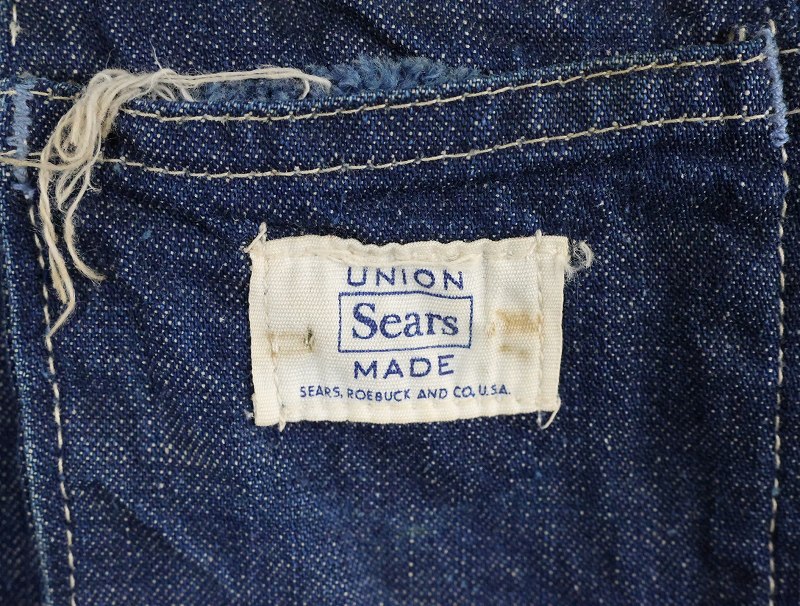 UNION
Sears
MADE
SEARS, ROEBUCK AND CO., U.S.A.